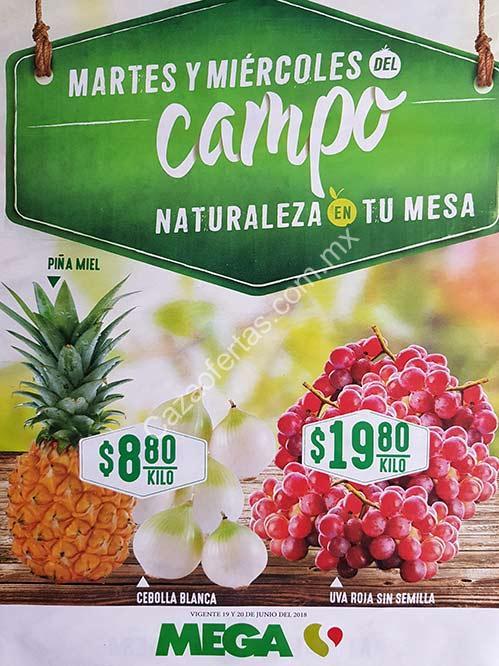 MARTES Y MIÉRCOLES DEL
campo
NATURALEZA EN TU MESA
PIÑA MIEL
$8.80
KILO
$19.80
KILO
CEBOLLA BLANCA
UVA ROJA SIN SEMILLA
VIGENTE 19 Y 20 DE JUNIO DEL 2018
MEGA
Cazaofertas.com.mx